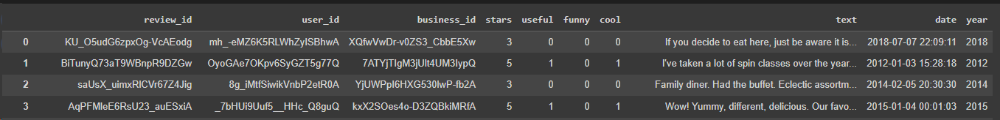 review_id user_id business_id stars useful funny cool text date year
0 KU_O5udG6zpxOg-VcAEodg mh_-eMZ6K5RLWhZyISBhwA XQfwVwDr-v0ZS3_CbbE5Xw 3 0 0 0 If you decide to eat here, just be aware it is... 2018-07-07 22:09:11 2018
1 BiTunyQ73aT9WBnpR9DZGw OyoGAe7OKpv6SyGZT5g77Q 7ATYjTIgM3jUlt4UM3IypQ 5 1 0 1 I've taken a lot of spin classes over the year... 2012-01-03 15:28:18 2012
2 saUsX_uimxRlCVr67Z4Jig 8g_iMtfSiwikVnbP2etR0A YjUWPpI6HXG530lwP-fb2A 3 0 0 0 Family diner. Had the buffet. Eclectic assortm... 2014-02-05 20:30:30 2014
3 AqPFMleE6RsU23_auESxiA _7bHUi9Uuf5__HHc_Q8guQ kxX2SOes4o-D3ZQBkiMRfA 5 1 0 1 Wow! Yummy, different, delicious. Our favo... 2015-01-04 00:01:03 2015